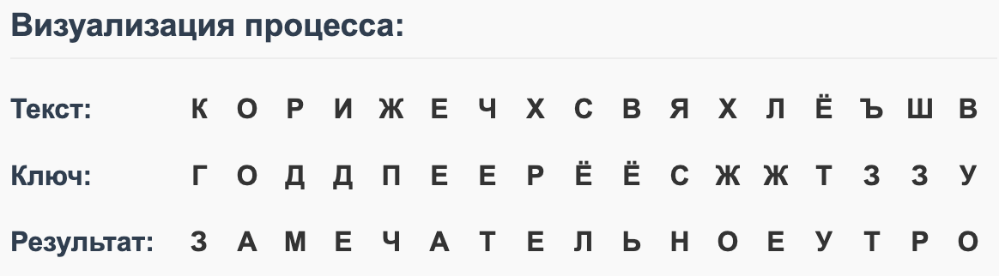 Визуализация процесса:
Текст: К О Р И Ж Е Ч Х С В Я Х Л Ё Ъ Ш В
Ключ: Г О Д Д П Е Е Р Ё Ё С Ж Ж Т З З У
Результат: З А М Е Ч А Т Е Л Ь Н О Е У Т Р О